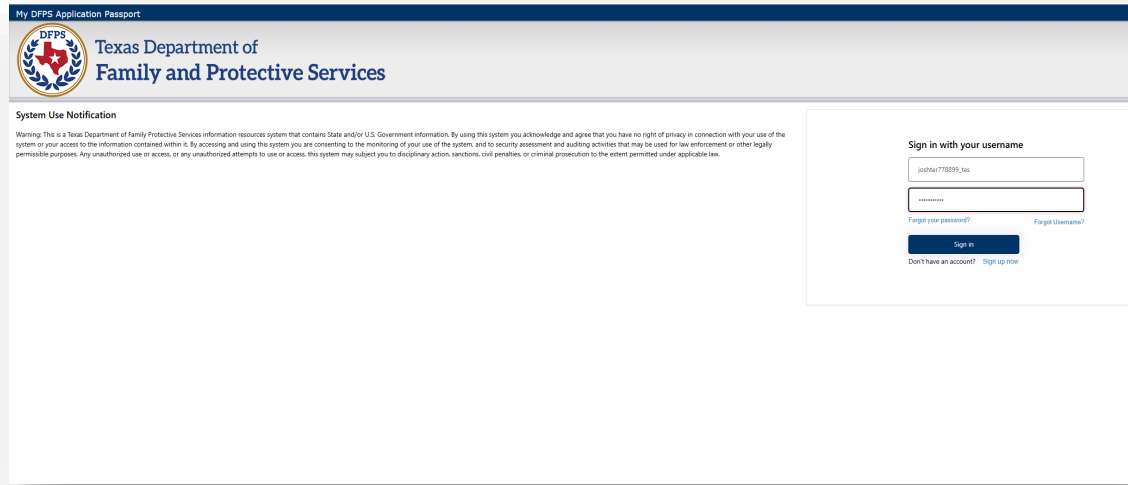 My DFPS Application Passport
DFPS
Texas Department of
Family and Protective Services
System Use Notification
Warning: This is a Texas Department of Family Protective Services information resources system that contains State and/or U.S. Government information. By using this system you acknowledge and agree that you have no right of privacy in connection with your use of the
system or your access to the information contained within it. By accessing and using this system you are consenting to the monitoring of your use of the system, and to security assessment and auditing activities that may be used for law enforcement or other legally
permissible purposes. Any unauthorized use or access, or any unauthorized attempts to use or access, this system may subject you to disciplinary action, sanctions, civil penalties, or criminal prosecution to the extent permitted under applicable law.
Sign in with your username
joshter778899_tes
•••••••••••
Forgot your password? Forgot Username?
Sign in
Don't have an account? Sign up now